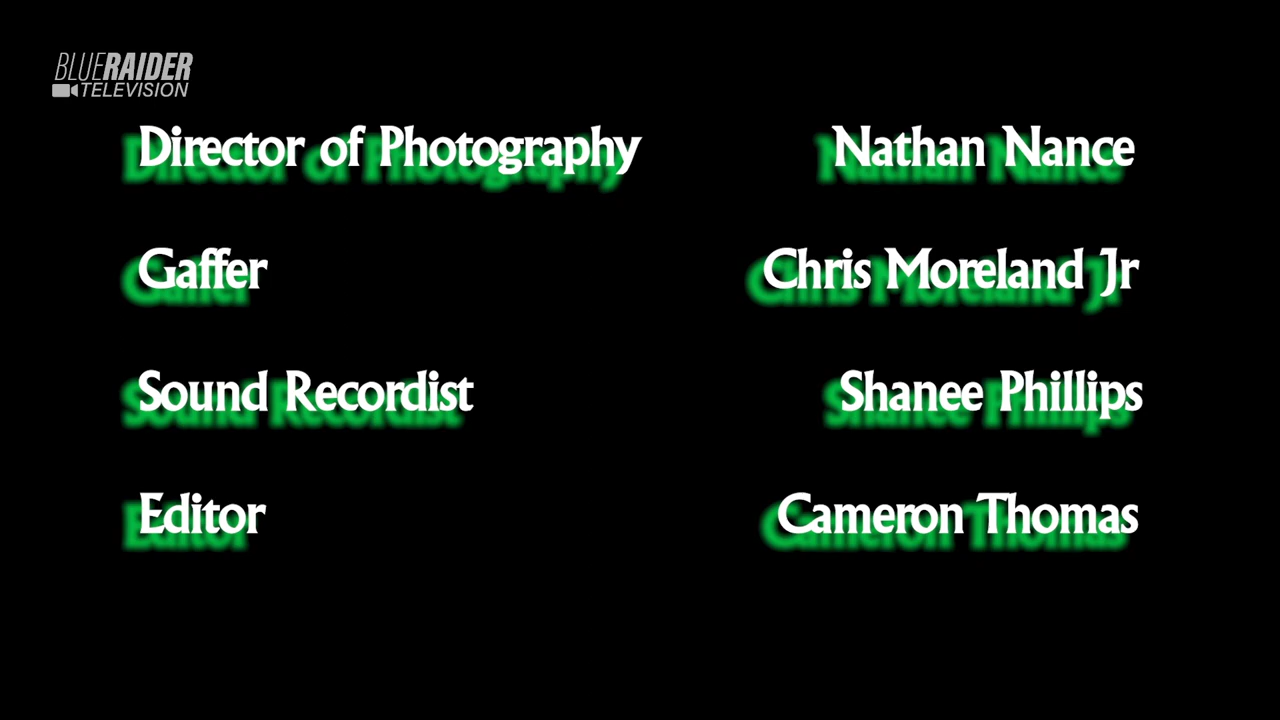 BLUERAIDER
TELEVISION
Director of Photography Nathan Nance
Gaffer Chris Moreland Jr
Sound Recordist Shanee Phillips
Editor Cameron Thomas